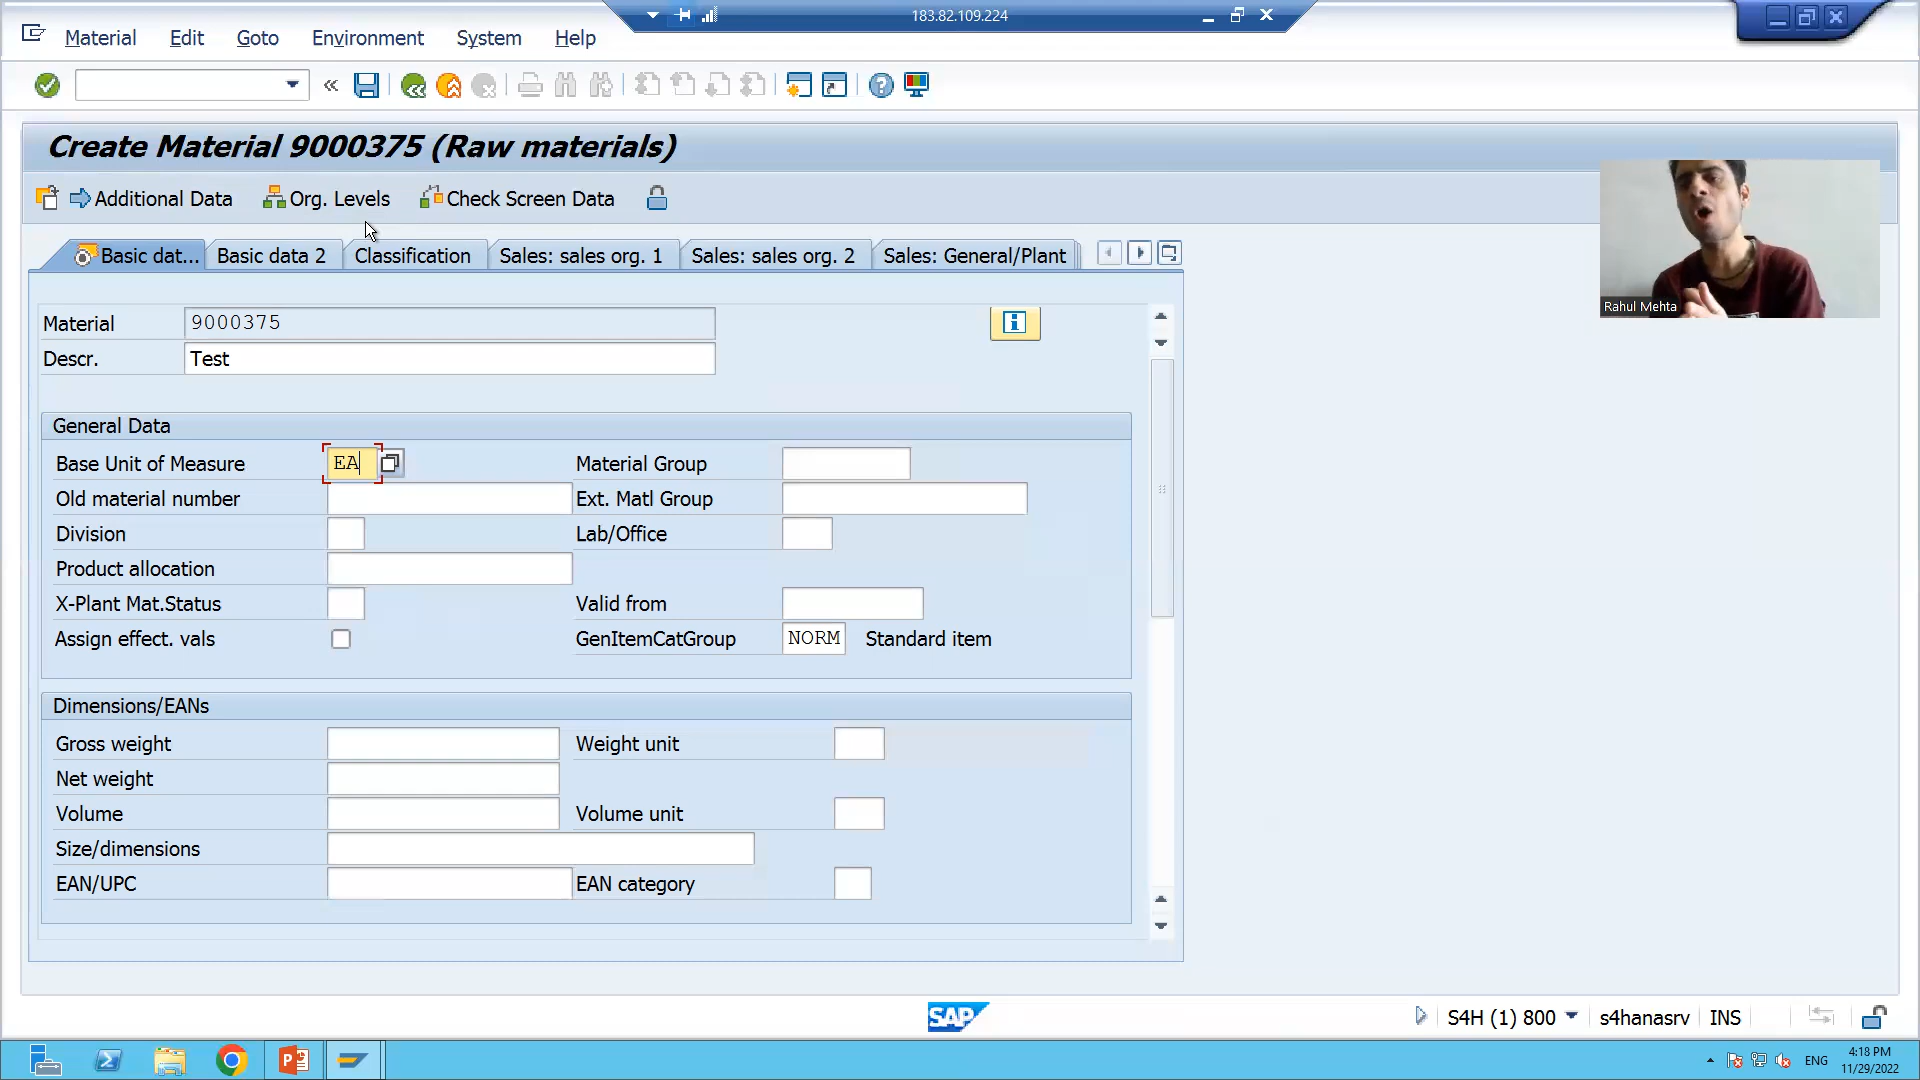 183.82.109.224
Material Edit Goto Environment System Help
Create Material 9000375 (Raw materials)
Additional Data Org. Levels Check Screen Data
Basic dat... Basic data 2 Classification Sales: sales org. 1 Sales: sales org. 2 Sales: General/Plant
Rahul Mehta
Material 9000375
Descr. Test
General Data
Base Unit of Measure EA Material Group
Old material number Ext. Matl Group
Division Lab/Office
Product allocation
X-Plant Mat.Status Valid from
Assign effect. vals GenItemCatGroup NORM Standard item
Dimensions/EANs
Gross weight Weight unit
Net weight
Volume Volume unit
Size/dimensions
EAN/UPC EAN category
SAP S4H (1) 800 s4hanasrv INS
ENG 4:18 PM
11/29/2022